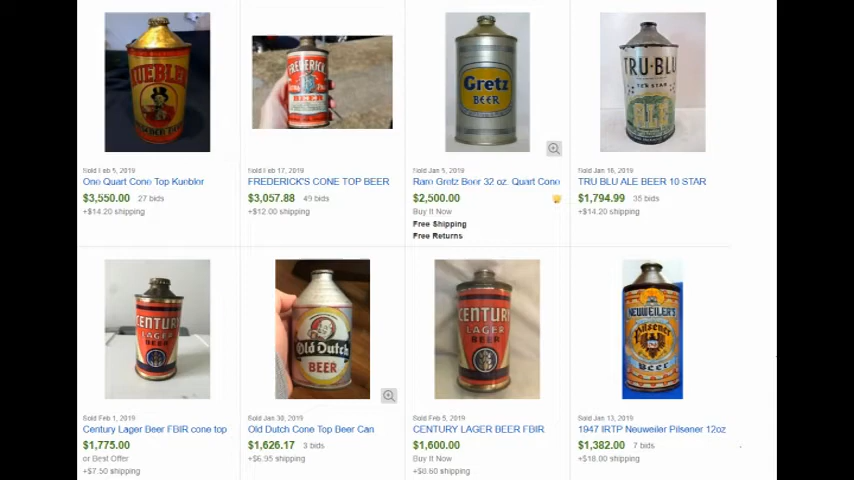 KUEBLER
FREDERICK'S
BEER
Gretz
BEER
TRU-BLU
TEN STAR
ALE
Sold Feb 5, 2019
One Quart Cone Top Kuebler
$3,550.00 27 bids
+$14.20 shipping
Sold Feb 17, 2019
FREDERICK'S CONE TOP BEER
$3,057.88 49 bids
+$12.00 shipping
Sold Jan 5, 2019
Rare Gretz Beer 32 oz. Quart Cone
$2,500.00
Buy It Now
Free Shipping
Free Returns
Sold Jan 16, 2019
TRU BLU ALE BEER 10 STAR
$1,794.99 35 bids
+$14.20 shipping
CENTURY
LAGER
BEER
Old Dutch
BEER
CENTURY
LAGER
BEER
NEUWEILER'S
Pilsener
Beer
Sold Feb 1, 2019
Century Lager Beer FBIR cone top
$1,775.00
or Best Offer
+$7.50 shipping
Sold Jan 30, 2019
Old Dutch Cone Top Beer Can
$1,626.17 3 bids
+$6.95 shipping
Sold Feb 5, 2019
CENTURY LAGER BEER FBIR
$1,600.00
Buy It Now
+$8.60 shipping
Sold Jan 13, 2019
1947 IRTP Neuweiler Pilsener 12oz
$1,382.00 7 bids
+$18.00 shipping